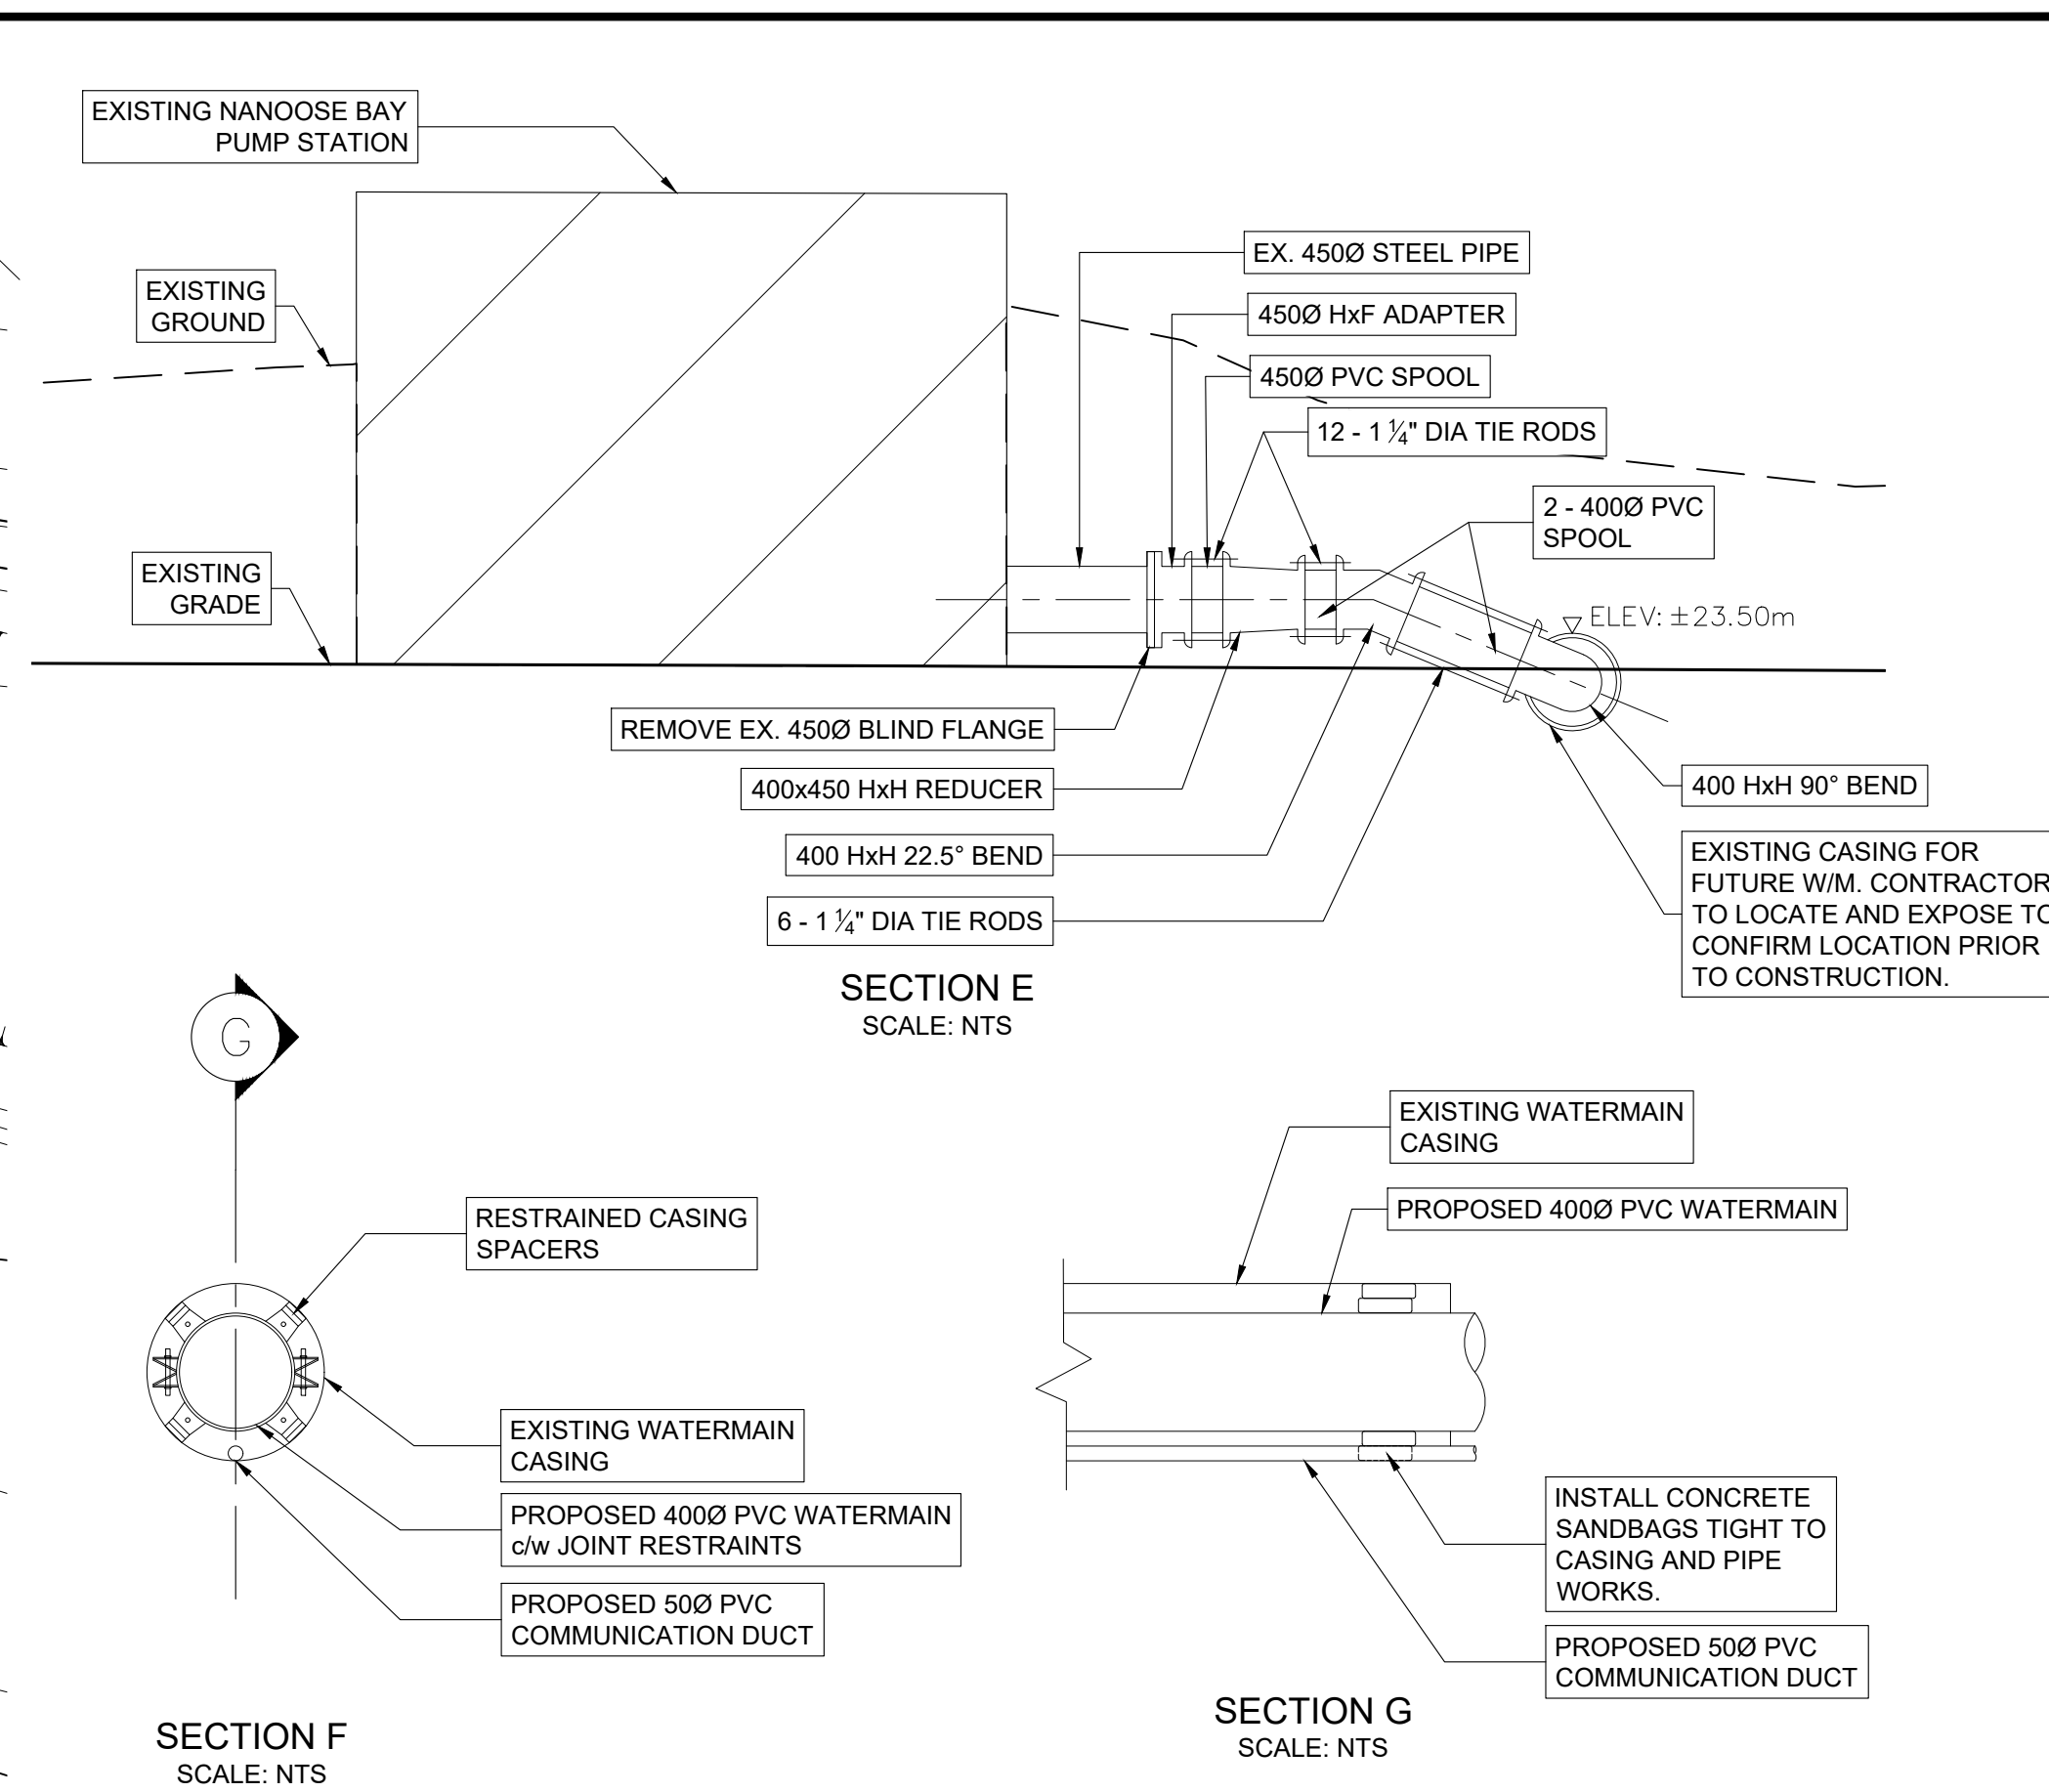 EXISTING NANOOSE BAY
PUMP STATION
EXISTING
GROUND
EXISTING
GRADE
EX. 450Ø STEEL PIPE
450Ø HxF ADAPTER
450Ø PVC SPOOL
12 - 1 ¼" DIA TIE RODS
2 - 400Ø PVC
SPOOL
ELEV: ±23.50m
REMOVE EX. 450Ø BLIND FLANGE
400x450 HxH REDUCER
400 HxH 22.5° BEND
6 - 1 ¼" DIA TIE RODS
400 HxH 90° BEND
EXISTING CASING FOR
FUTURE W/M. CONTRACTOR
TO LOCATE AND EXPOSE TO
CONFIRM LOCATION PRIOR
TO CONSTRUCTION.
SECTION E
SCALE: NTS
G
RESTRAINED CASING
SPACERS
EXISTING WATERMAIN
CASING
PROPOSED 400Ø PVC WATERMAIN
c/w JOINT RESTRAINTS
PROPOSED 50Ø PVC
COMMUNICATION DUCT
SECTION F
SCALE: NTS
EXISTING WATERMAIN
CASING
PROPOSED 400Ø PVC WATERMAIN
INSTALL CONCRETE
SANDBAGS TIGHT TO
CASING AND PIPE
WORKS.
PROPOSED 50Ø PVC
COMMUNICATION DUCT
SECTION G
SCALE: NTS